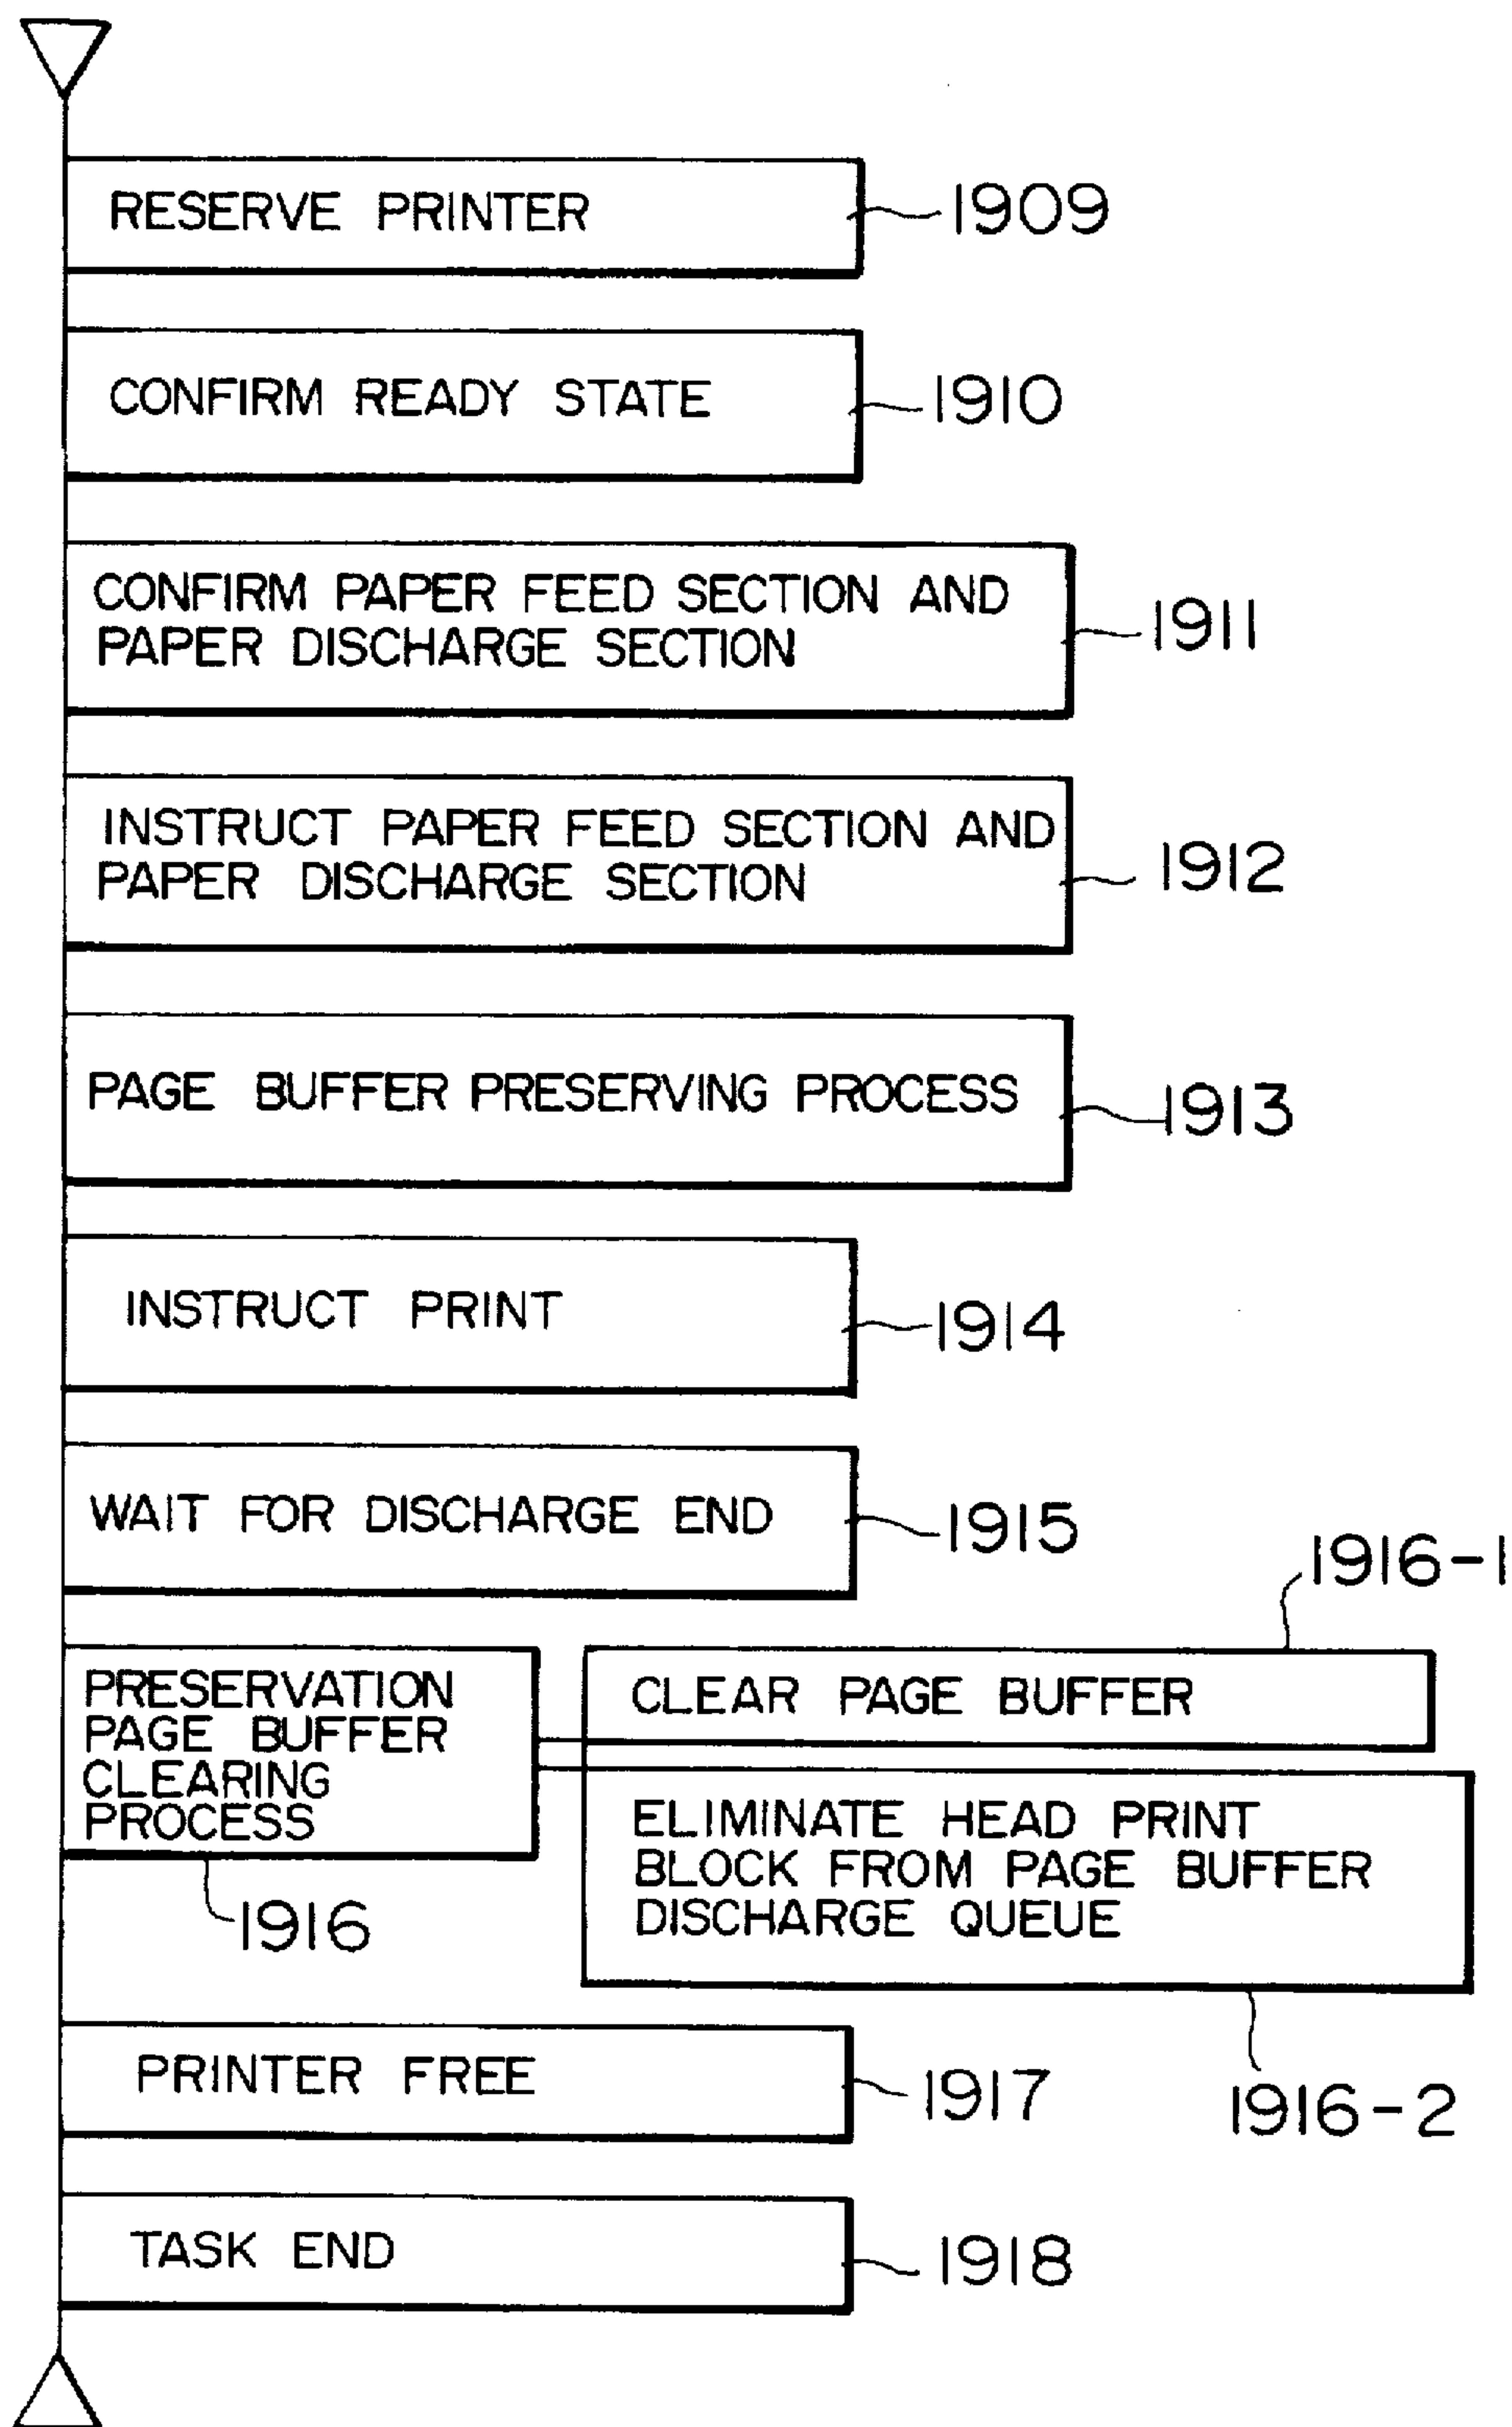 RESERVE PRINTER
1909
CONFIRM READY STATE
1910
CONFIRM PAPER FEED SECTION AND
PAPER DISCHARGE SECTION
1911
INSTRUCT PAPER FEED SECTION AND
PAPER DISCHARGE SECTION
1912
PAGE BUFFER PRESERVING PROCESS
1913
INSTRUCT PRINT
1914
WAIT FOR DISCHARGE END
1915
PRESERVATION
PAGE BUFFER
CLEARING
PROCESS
1916
CLEAR PAGE BUFFER
1916-1
ELIMINATE HEAD PRINT
BLOCK FROM PAGE BUFFER
DISCHARGE QUEUE
1916-2
PRINTER FREE
1917
TASK END
1918